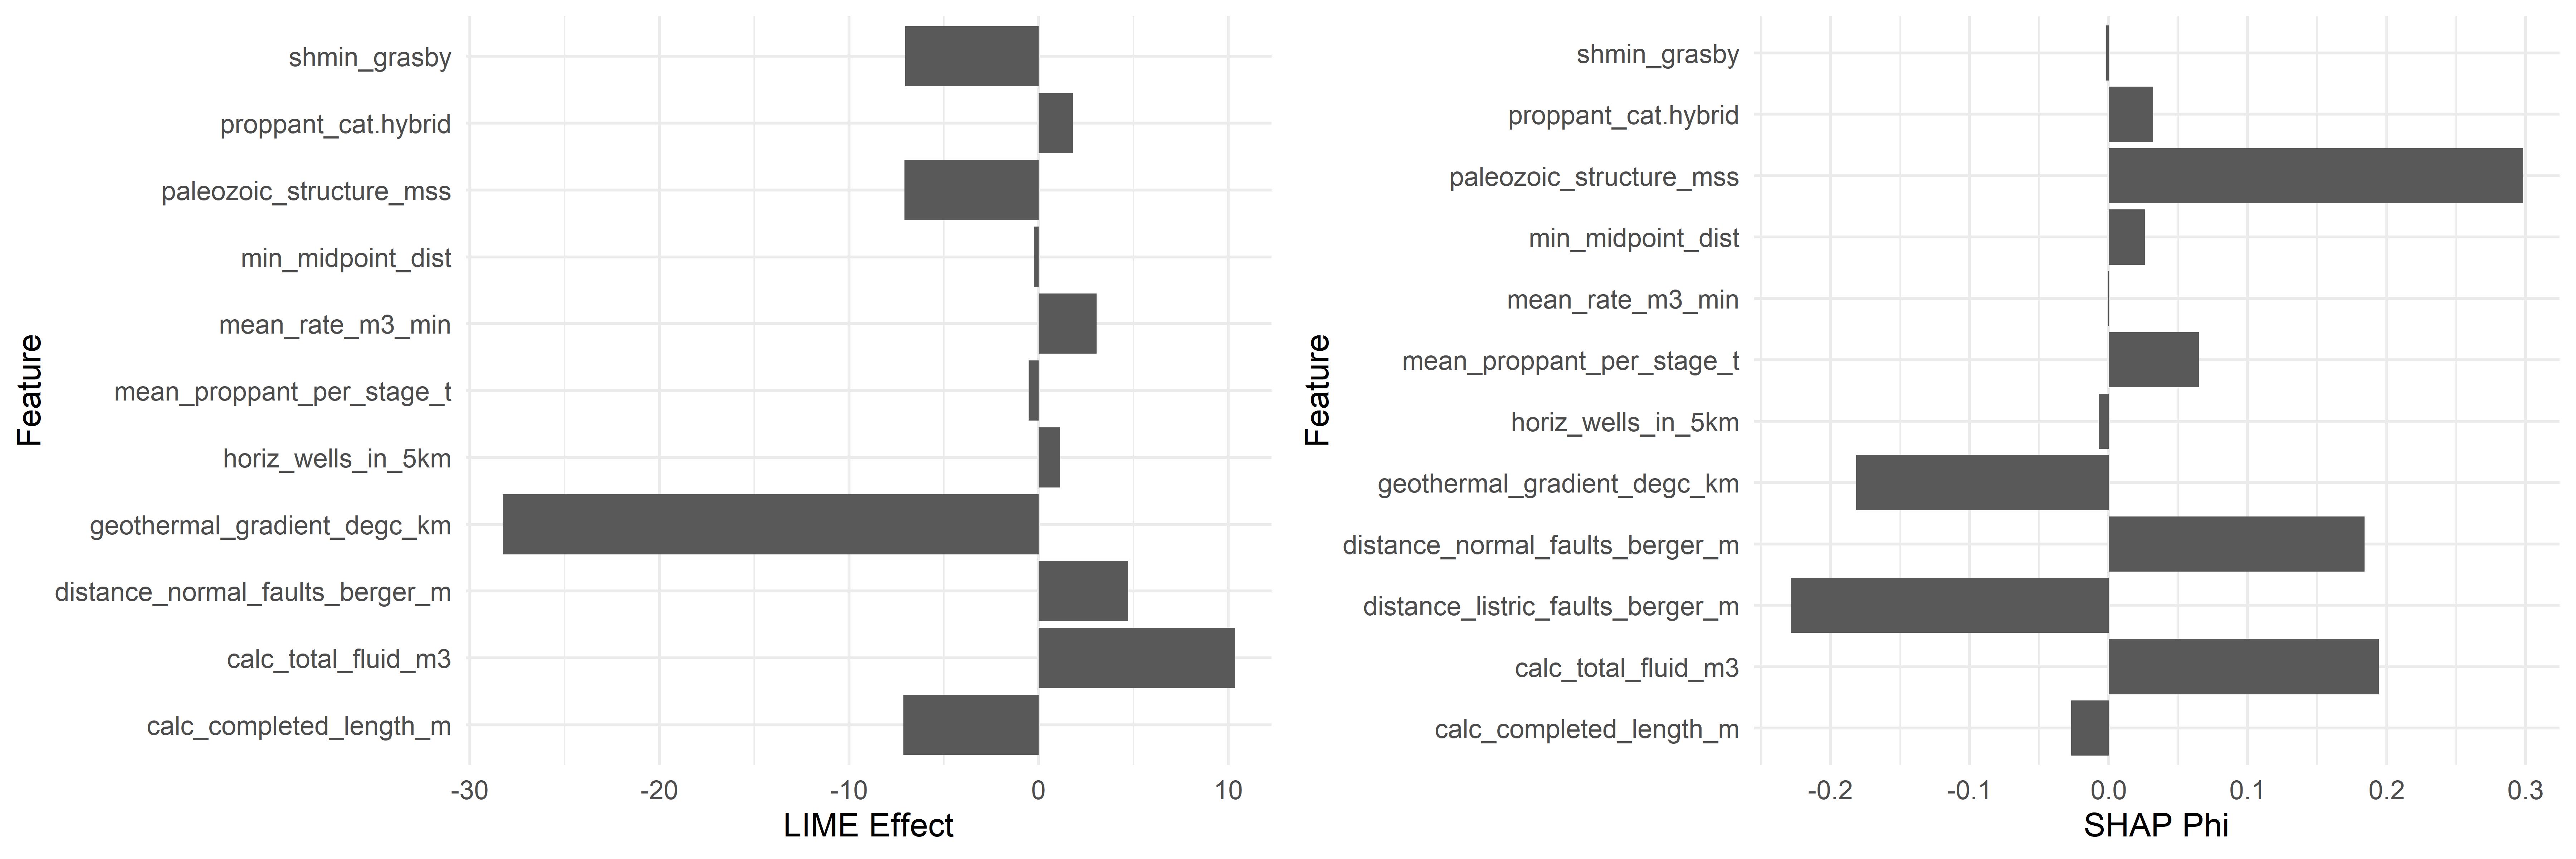 Feature
shmin_grasby
proppant_cat.hybrid
paleozoic_structure_mss
min_midpoint_dist
mean_rate_m3_min
mean_proppant_per_stage_t
horiz_wells_in_5km
geothermal_gradient_degc_km
distance_normal_faults_berger_m
calc_total_fluid_m3
calc_completed_length_m
-30 -20 -10 0 10
LIME Effect
Feature
shmin_grasby
proppant_cat.hybrid
paleozoic_structure_mss
min_midpoint_dist
mean_rate_m3_min
mean_proppant_per_stage_t
horiz_wells_in_5km
geothermal_gradient_degc_km
distance_normal_faults_berger_m
distance_listric_faults_berger_m
calc_total_fluid_m3
calc_completed_length_m
-0.2 -0.1 0.0 0.1 0.2 0.3
SHAP Phi